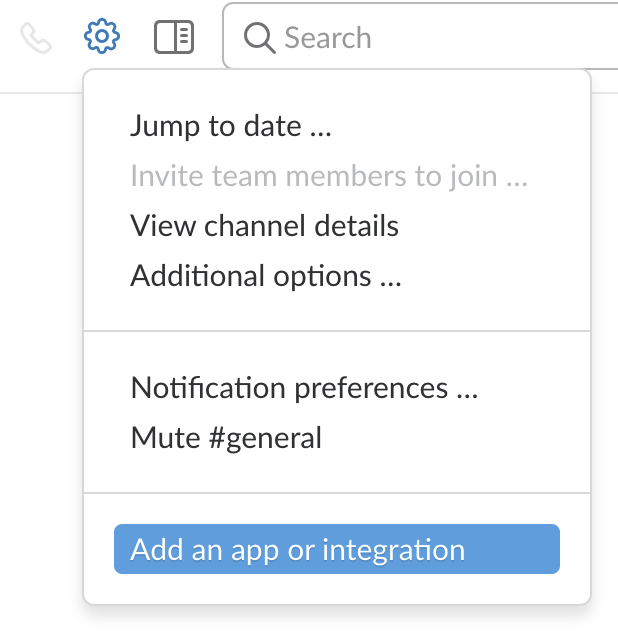 Search
Jump to date ...
Invite team members to join ...
View channel details
Additional options ...
Notification preferences ...
Mute #general
Add an app or integration